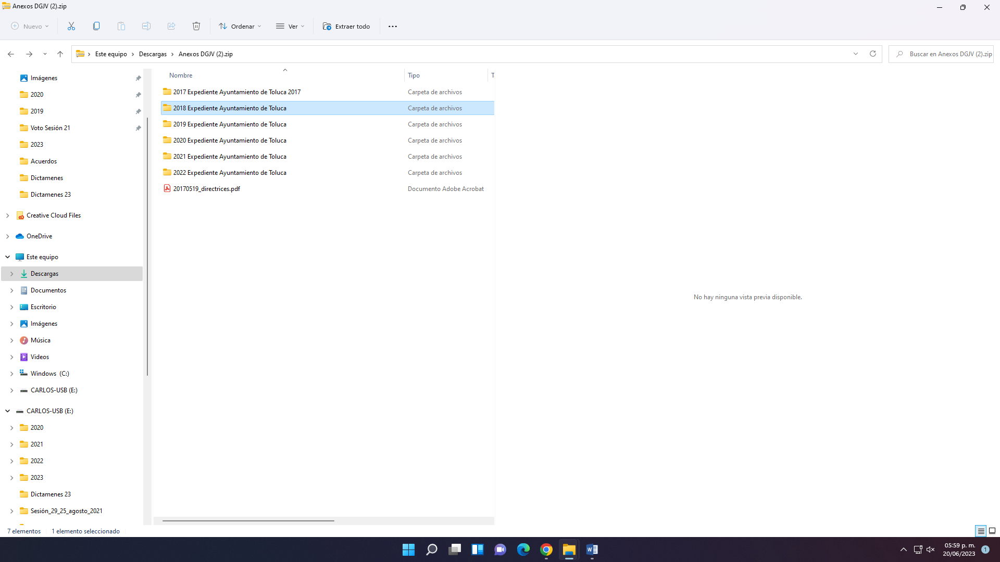 Anexos DGJV (2).zip
Nuevo
Ordenar
Ver
Extraer todo
Este equipo
Descargas
Anexos DGJV (2).zip
Buscar en Anexos DGJV (2).zip
Imágenes
2020
2019
Voto Sesión 21
2023
Acuerdos
Dictamenes
Dictamenes 23
Creative Cloud Files
OneDrive
Este equipo
Descargas
Documentos
Escritorio
Imágenes
Música
Videos
Windows (C:)
CARLOS-USB (E:)
CARLOS-USB (E:)
2020
2021
2022
2023
Dictamenes 23
Sesión_29_25_agosto_2021
Nombre Tipo
2017 Expediente Ayuntamiento de Toluca 2017 Carpeta de archivos
2018 Expediente Ayuntamiento de Toluca Carpeta de archivos
2019 Expediente Ayuntamiento de Toluca Carpeta de archivos
2020 Expediente Ayuntamiento de Toluca Carpeta de archivos
2021 Expediente Ayuntamiento de Toluca Carpeta de archivos
2022 Expediente Ayuntamiento de Toluca Carpeta de archivos
20170519_directrices.pdf Documento Adobe Acrobat
No hay ninguna vista previa disponible.
7 elementos 1 elemento seleccionado
05:59 p. m.
20/06/2023
1